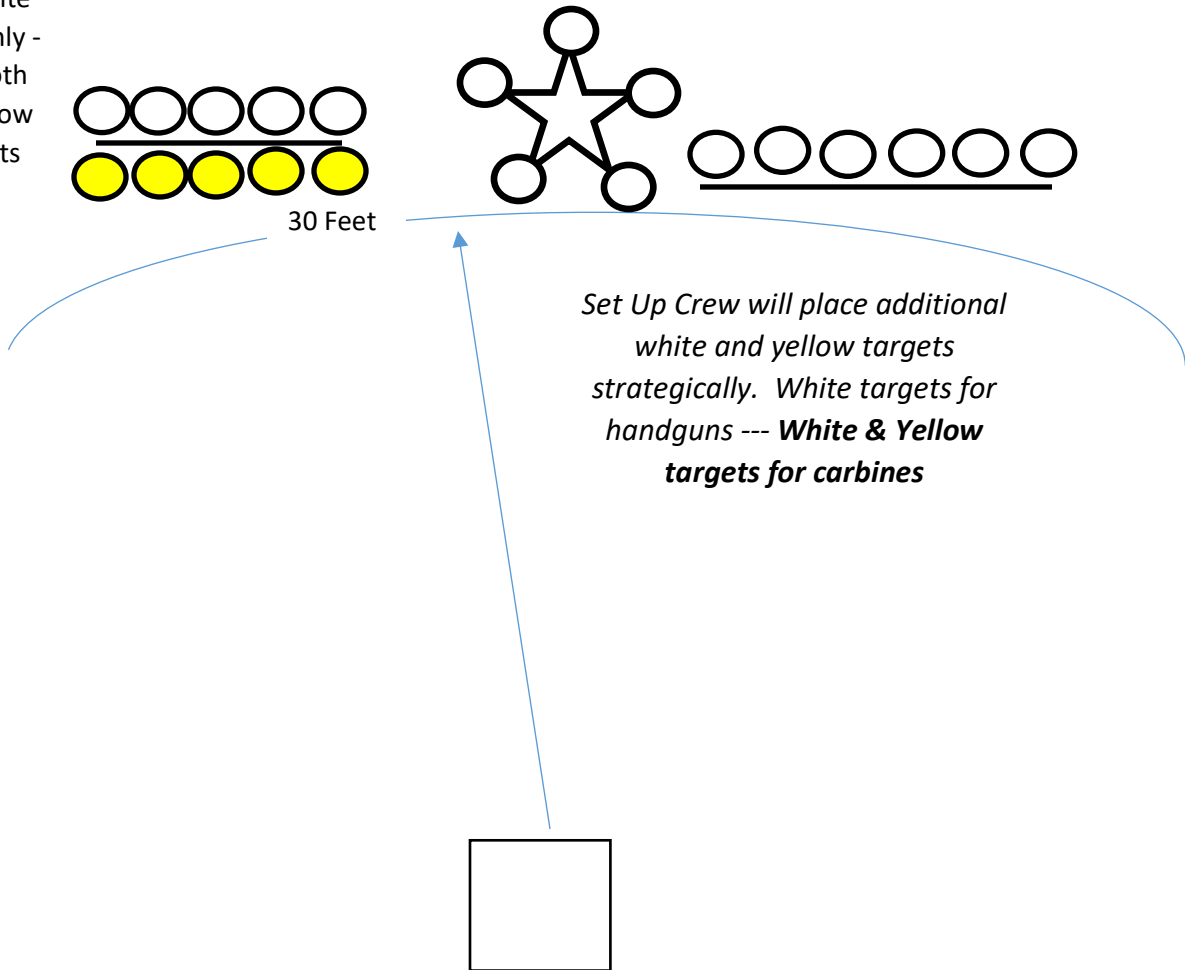 30 Feet
Set Up Crew will place additional
white and yellow targets
strategically.  White targets for
handguns --- White & Yellow
targets for carbines